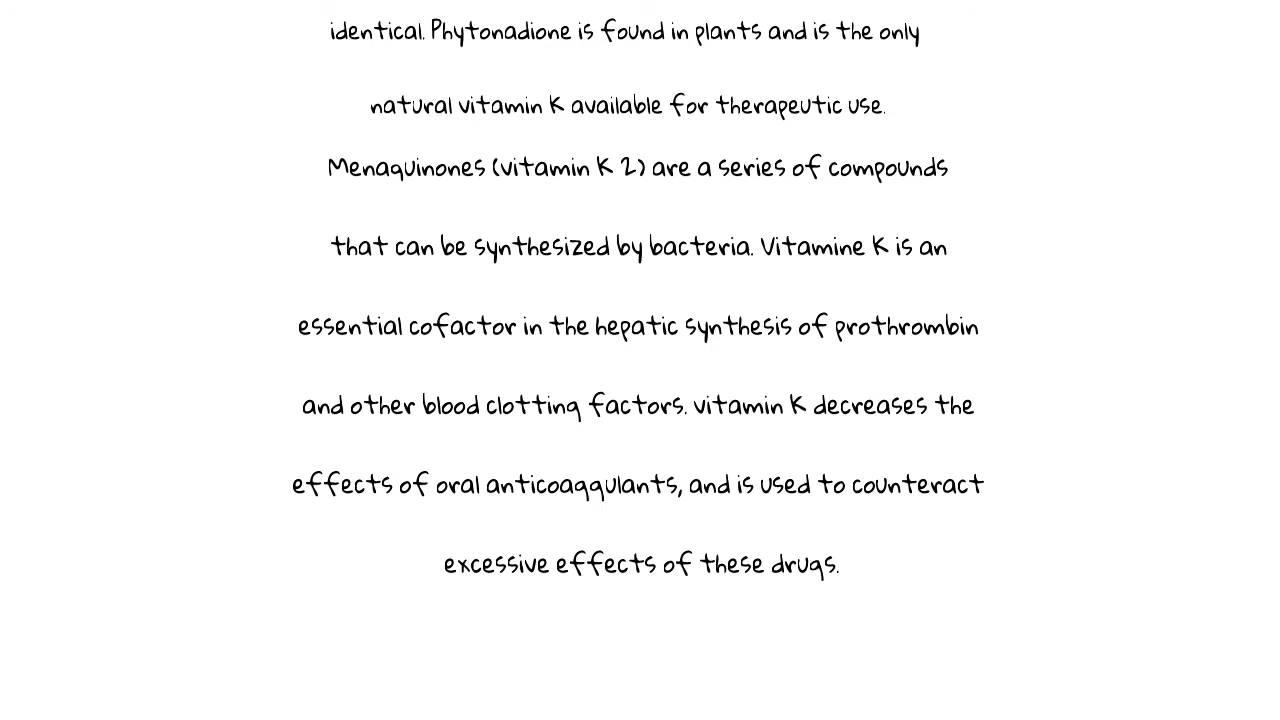 identical. Phytonadione is found in plants and is the only
natural vitamin K available for therapeutic use.
Menaquinones (vitamin K 2) are a series of compounds
that can be synthesized by bacteria. Vitamine K is an
essential cofactor in the hepatic synthesis of prothrombin
and other blood clotting factors. vitamin K decreases the
effects of oral anticoaggulants, and is used to counteract
excessive effects of these drugs.